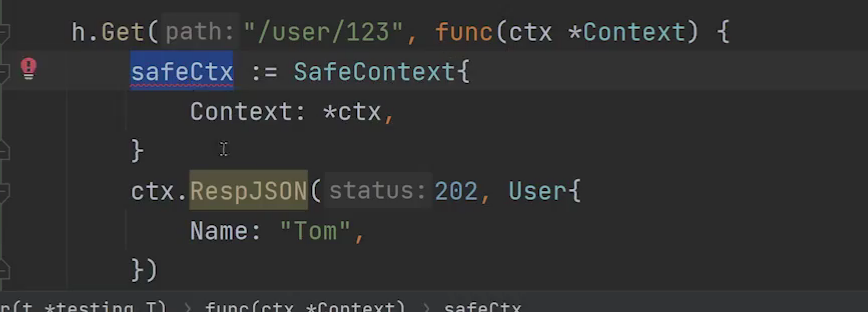 h.Get( path: "/user/123", func(ctx *Context) {
safeCtx := SafeContext{
Context: *ctx,
}
ctx.RespJSON( status: 202, User{
Name: "Tom",
})
r(t *testing.T) › func(ctx *Context) › safeCtx